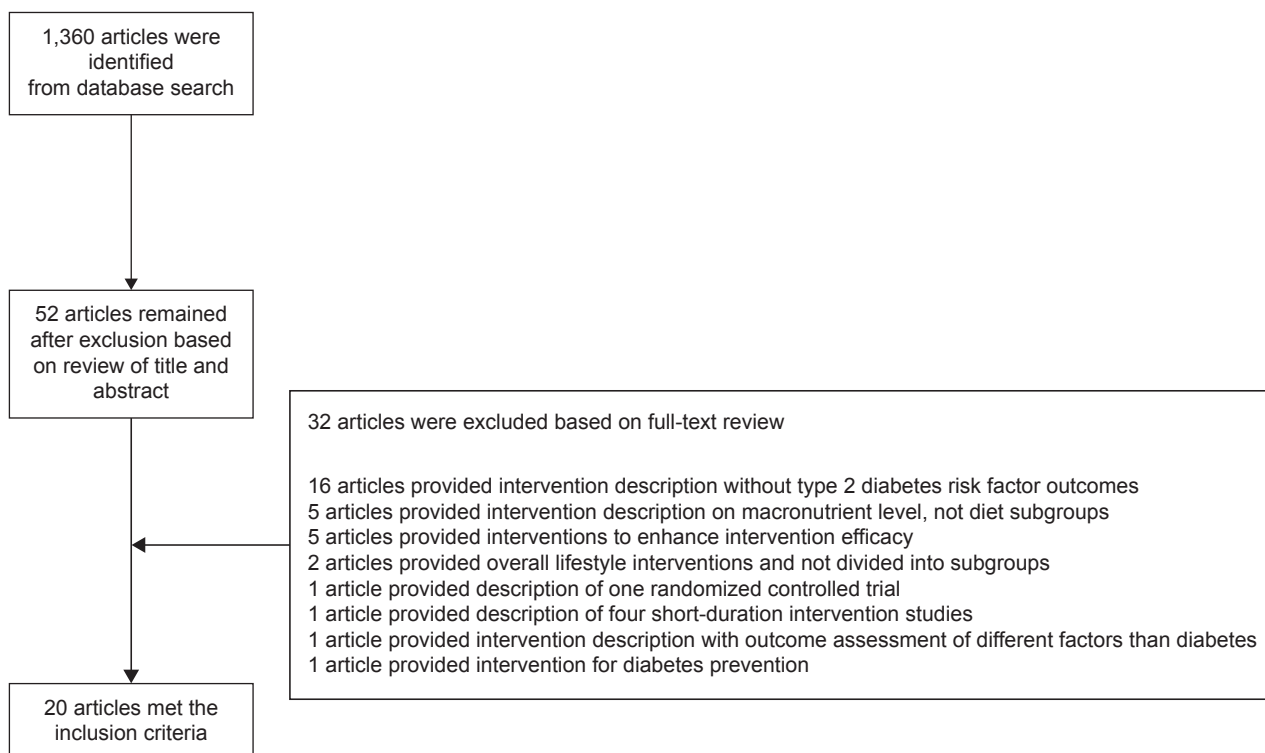 1,360 articles were
identified
from database search
52 articles remained
after exclusion based
on review of title and
abstract
32 articles were excluded based on full-text review
16 articles provided intervention description without type 2 diabetes risk factor outcomes
5 articles provided intervention description on macronutrient level, not diet subgroups
5 articles provided interventions to enhance intervention efficacy
2 articles provided overall lifestyle interventions and not divided into subgroups
1 article provided description of one randomized controlled trial
1 article provided description of four short-duration intervention studies
1 article provided intervention description with outcome assessment of different factors than diabetes
1 article provided intervention for diabetes prevention
20 articles met the
inclusion criteria